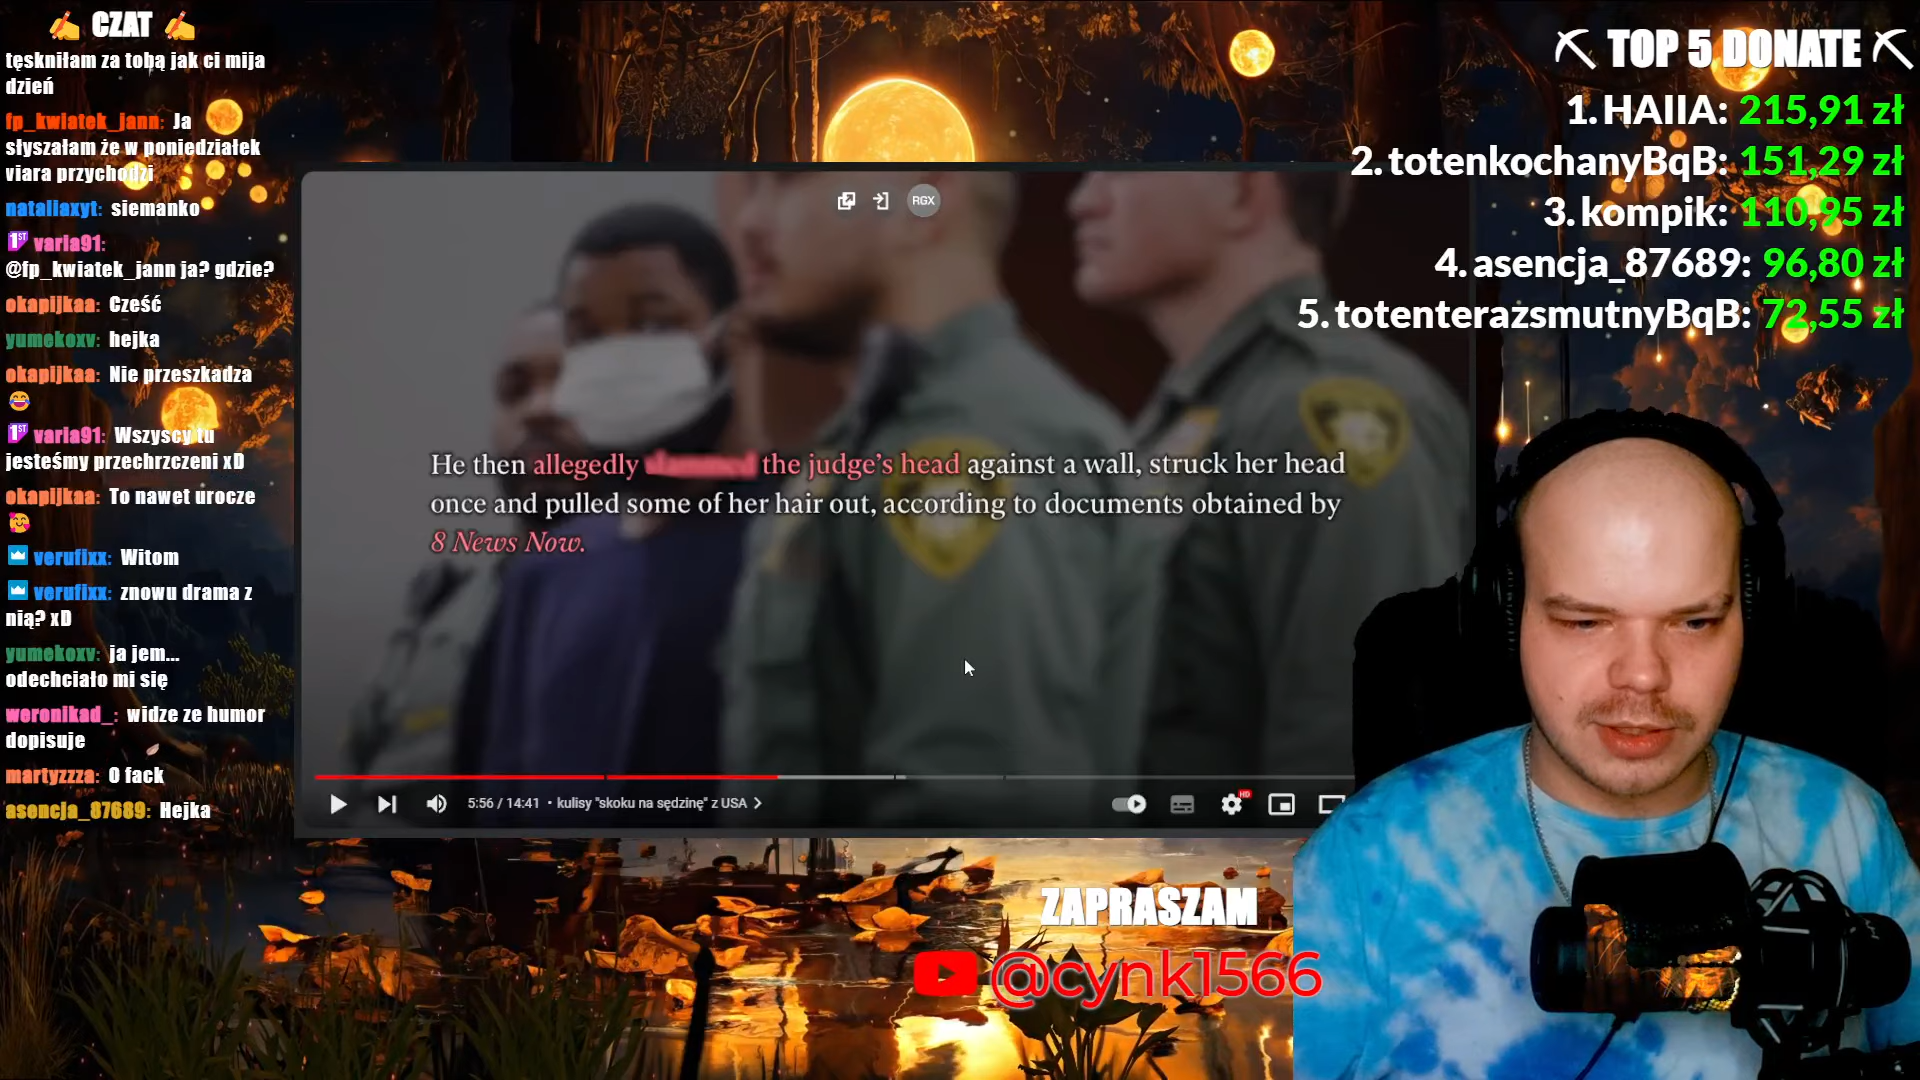 CZAT
tęskniłam za tobą jak ci mija
dzień
fp_kwiatek_jann: Ja
słyszałam że w poniedziałek
viara przychodzi
nataliaxyt: siemanko
1ST varia91:
@fp_kwiatek_jann ja? gdzie?
okapijkaa: Cześć
yumekoxv: hejka
okapijkaa: Nie przeszkadza
😂
1ST varia91: Wszyscy tu
jesteśmy przechrzczeni xD
okapijkaa: To nawet urocze
🥰
verufixx: Witom
verufixx: znowu drama z
nią? xD
yumekoxv: ja jem...
odechciało mi się
weronikad_: widze ze humor
dopisuje
martyzzza: O fack
asencja_87689: Hejka
RGX
He then allegedly slammed the judge's head against a wall, struck her head
once and pulled some of her hair out, according to documents obtained by
8 News Now.
5:56 / 14:41 • kulisy "skoku na sędzinę" z USA >
HD
TOP 5 DONATE
1. HAIIA: 215,91 zł
2. totenkochanyBqB: 151,29 zł
3. kompik: 110,95 zł
4. asencja_87689: 96,80 zł
5. totenterazsmutnyBqB: 72,55 zł
ZAPRASZAM
@cynk1566